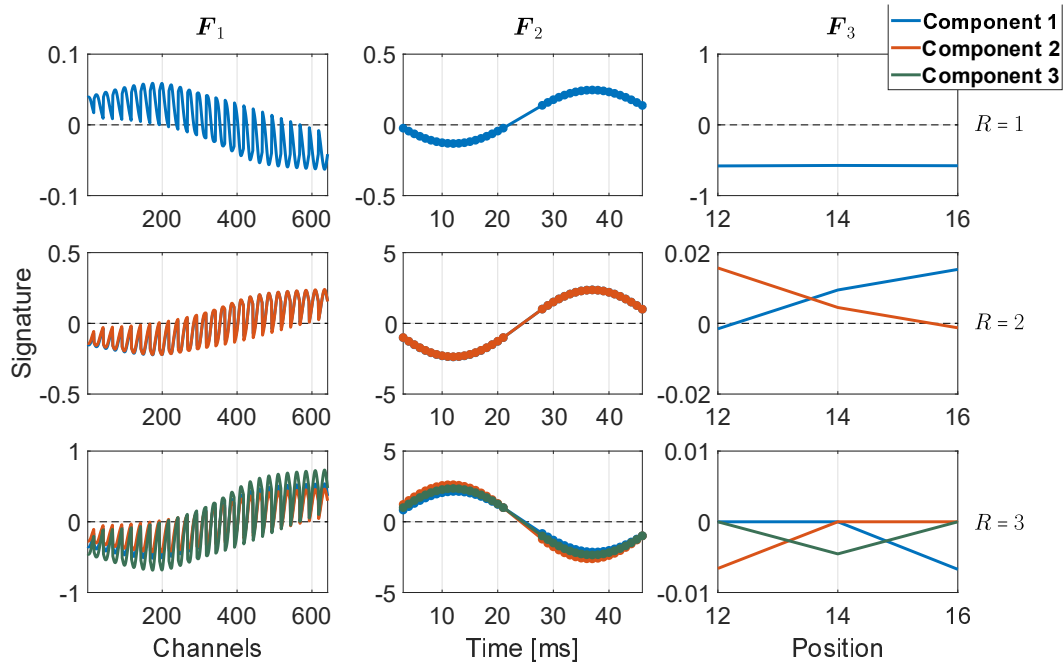 F1 F2 F3
Component 1
Component 2
Component 3
0.1 0.5 1
0 0 0 R = 1
-0.1 -0.5 -1
200 400 600 10 20 30 40 12 14 16
0.5 5 0.02
0 0 0 R = 2
-0.5 -5 -0.02
200 400 600 10 20 30 40 12 14 16
Signature
1 5 0.01
0 0 0 R = 3
-1 -5 -0.01
200 400 600 10 20 30 40 12 14 16
Channels Time [ms] Position